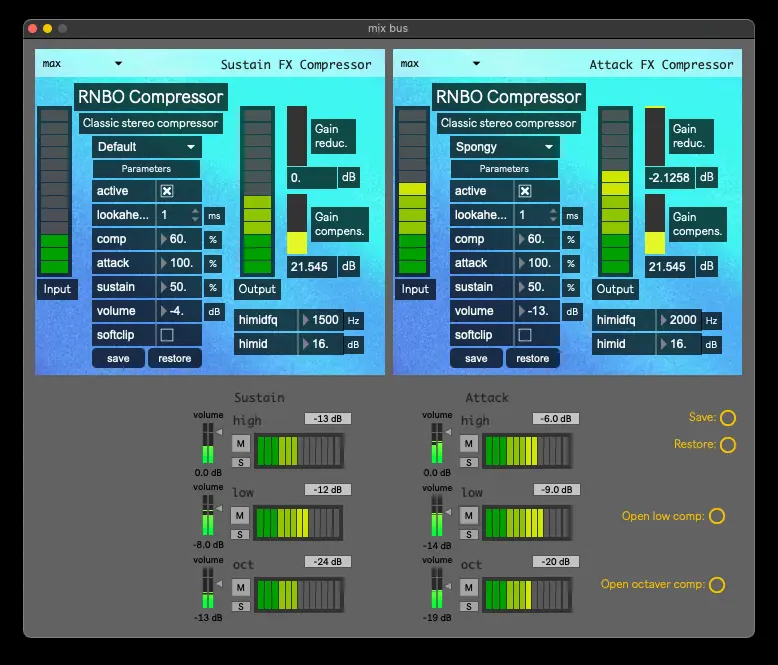 mix bus
max
Sustain FX Compressor
RNBO Compressor
Classic stereo compressor
Default
Parameters
active
lookahe... 1 ms
comp 60. %
attack 100. %
sustain 50. %
volume -4. dB
softclip
save restore
Input
Gain
reduc.
0. dB
Gain
compens.
21.545 dB
Output
himidfq 1500 Hz
himid 16. dB
max
Attack FX Compressor
RNBO Compressor
Classic stereo compressor
Spongy
Parameters
active
lookahe... 1 ms
comp 60. %
attack 100. %
sustain 50. %
volume -13. dB
softclip
save restore
Input
Gain
reduc.
-2.1258 dB
Gain
compens.
21.545 dB
Output
himidfq 2000 Hz
himid 16. dB
Sustain
volume
high -13 dB
M
S
0.0 dB
volume
low -12 dB
M
S
-8.0 dB
volume
oct -24 dB
M
S
-13 dB
Attack
volume
high -6.0 dB
M
S
0.0 dB
volume
low -9.0 dB
M
S
-14 dB
volume
oct -20 dB
M
S
-19 dB
Save:
Restore:
Open low comp:
Open octaver comp: